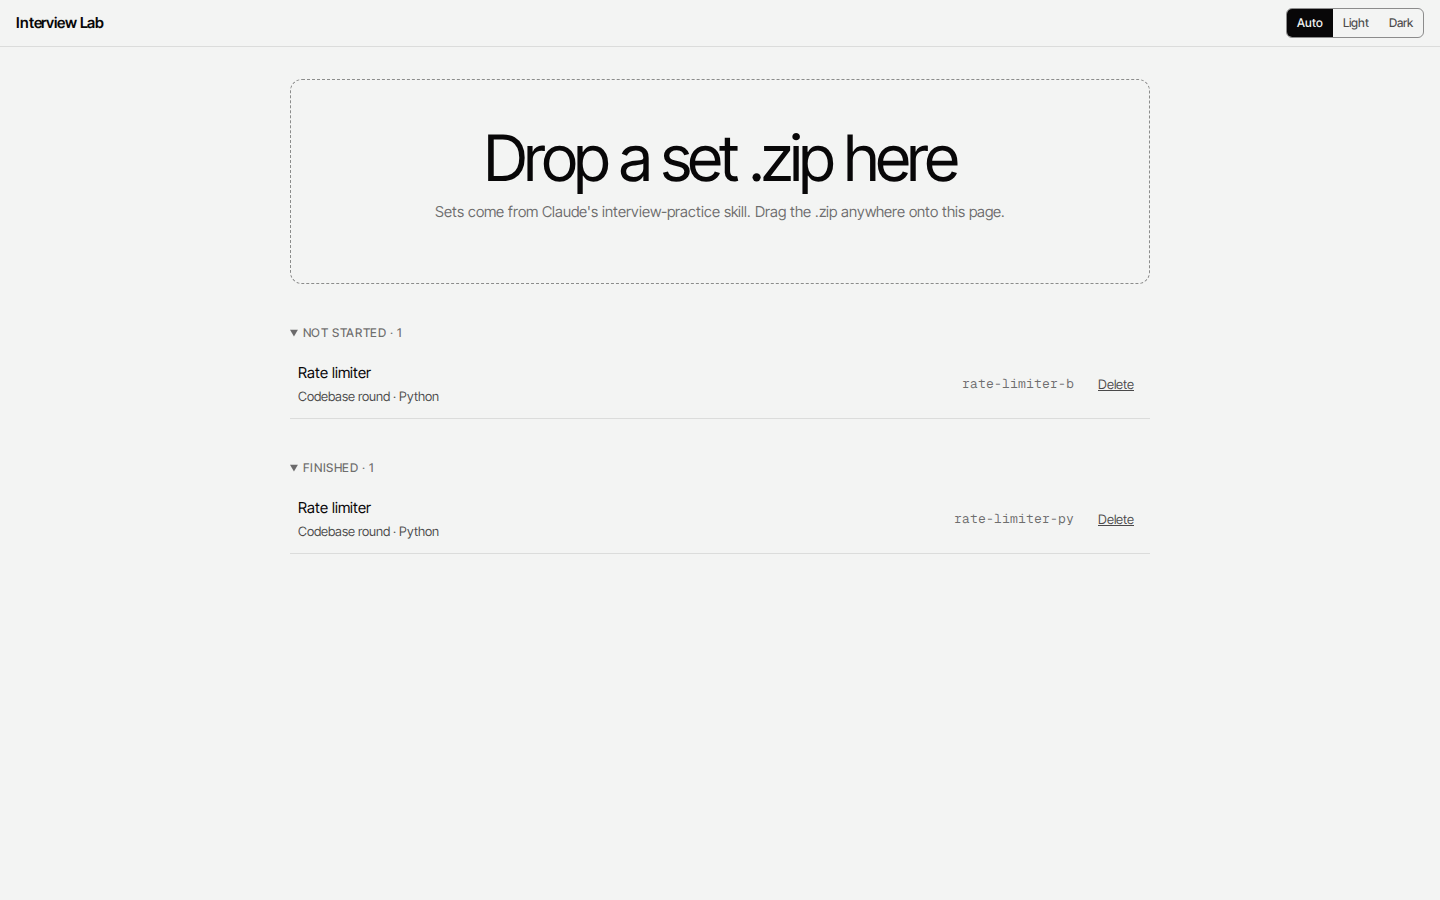 Interview Lab
Auto Light Dark
Drop a set .zip here
Sets come from Claude's interview-practice skill. Drag the .zip anywhere onto this page.
NOT STARTED · 1
Rate limiter
Codebase round · Python
rate-limiter-b Delete
FINISHED · 1
Rate limiter
Codebase round · Python
rate-limiter-py Delete